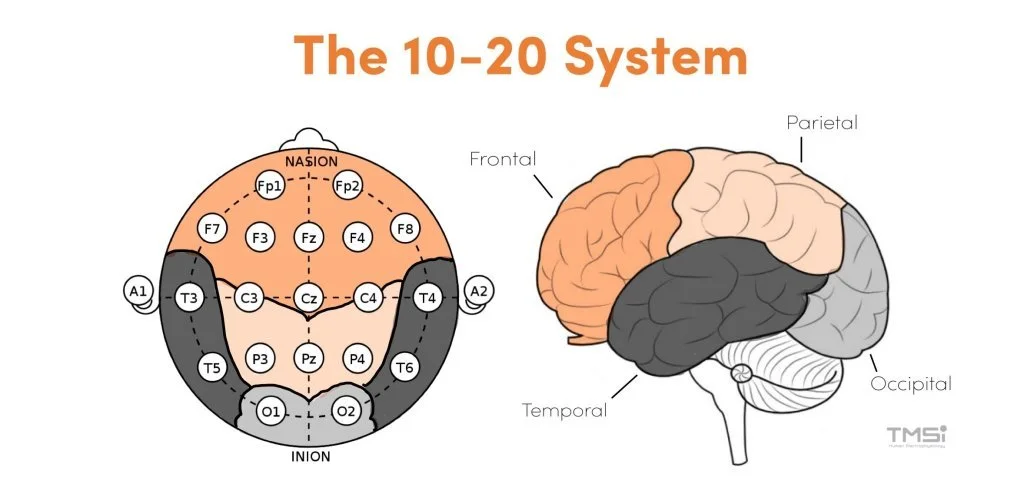 The 10-20 System
NASION
Fp1 Fp2
F7 F3 Fz F4 F8
A1 T3 C3 Cz C4 T4 A2
T5 P3 Pz P4 T6
O1 O2
INION
Parietal
Frontal
Temporal
Occipital
TMSi